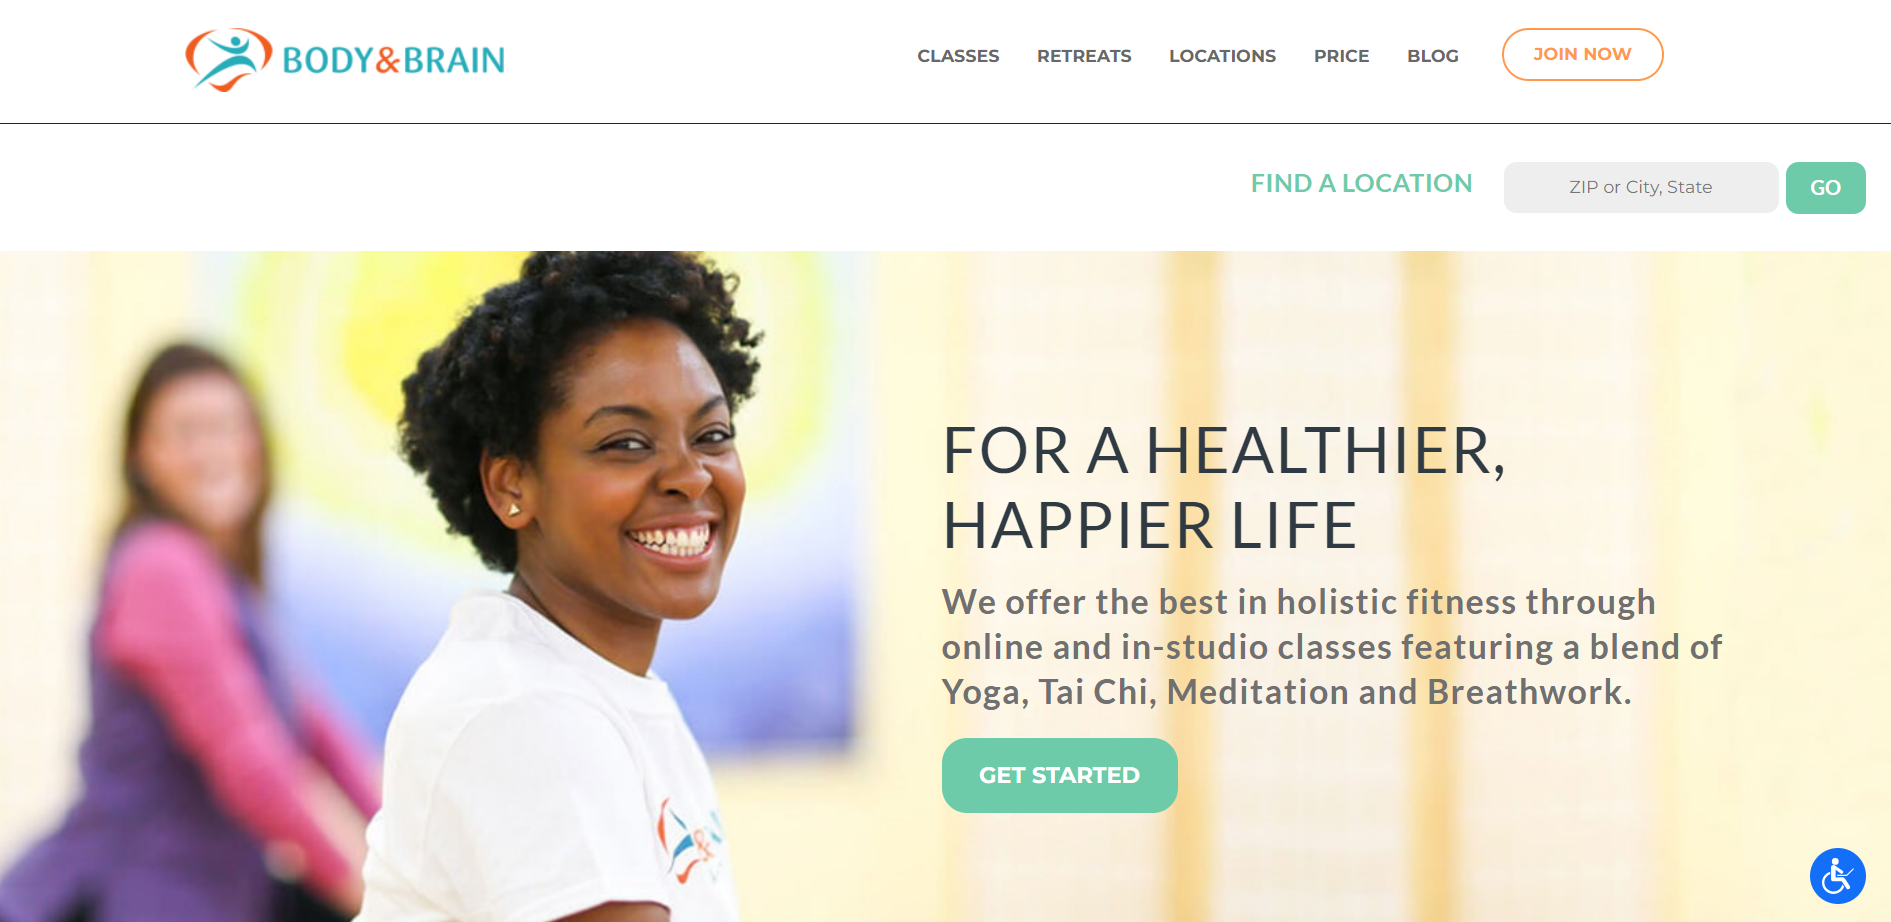 BODY&BRAIN
CLASSES
RETREATS
LOCATIONS
PRICE
BLOG
JOIN NOW
FIND A LOCATION
ZIP or City, State
GO
FOR A HEALTHIER,
HAPPIER LIFE
We offer the best in holistic fitness through
online and in-studio classes featuring a blend of
Yoga, Tai Chi, Meditation and Breathwork.
GET STARTED